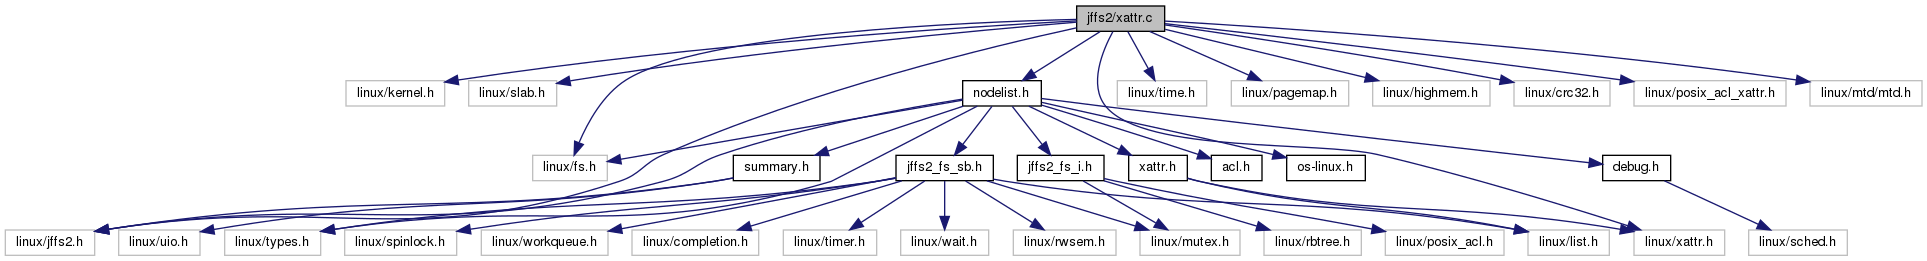 jffs2/xattr.c
linux/kernel.h
linux/slab.h
nodelist.h
linux/time.h
linux/pagemap.h
linux/highmem.h
linux/crc32.h
linux/posix_acl_xattr.h
linux/mtd/mtd.h
linux/fs.h
summary.h
jffs2_fs_sb.h
jffs2_fs_i.h
xattr.h
acl.h
os-linux.h
debug.h
linux/jffs2.h
linux/uio.h
linux/types.h
linux/spinlock.h
linux/workqueue.h
linux/completion.h
linux/timer.h
linux/wait.h
linux/rwsem.h
linux/mutex.h
linux/rbtree.h
linux/posix_acl.h
linux/list.h
linux/xattr.h
linux/sched.h